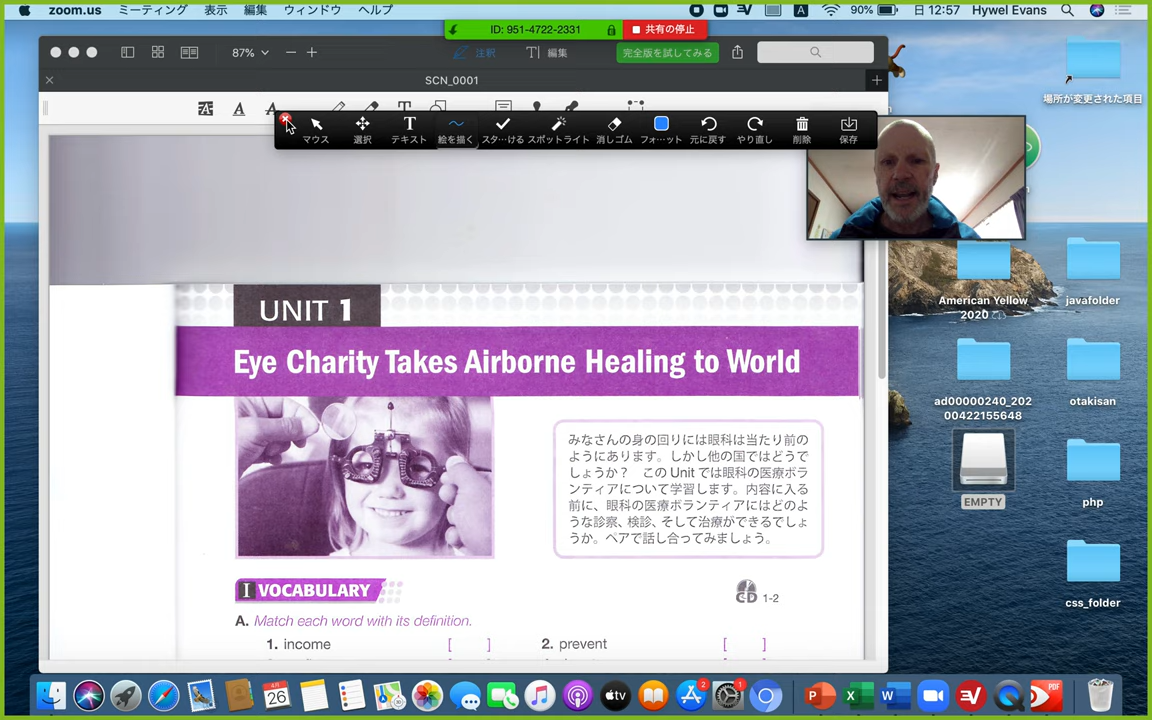 zoom.us ミーティング 表示 編集 ウィンドウ ヘルプ
A 90% 日 12:57 Hywel Evans
ID: 951-4722-2331 共有の停止
87% 注釈 編集 完全版を試してみる
SCN_0001
マウス 選択 テキスト 絵を描く スタ…ける スポットライト 消しゴム フォ…ット 元に戻す やり直し 削除 保存
UNIT 1
Eye Charity Takes Airborne Healing to World
みなさんの身の回りには眼科は当たり前の
ようにあります。しかし他の国ではどうで
しょうか? このUnitでは眼科の医療ボラ
ンティアについて学習します。内容に入る
前に、眼科の医療ボランティアにはどのよ
うな診察、検診、そして治療ができるでしょ
うか。ペアで話し合ってみましょう。
I VOCABULARY
CD 1-2
A. Match each word with its definition.
1. income [ ] 2. prevent [ ]
場所が変更された項目
American Yellow
2020
javafolder
ad00000240_202
00422155648
otakisan
EMPTY
php
css_folder
4月
26
tv
2
1
PDF